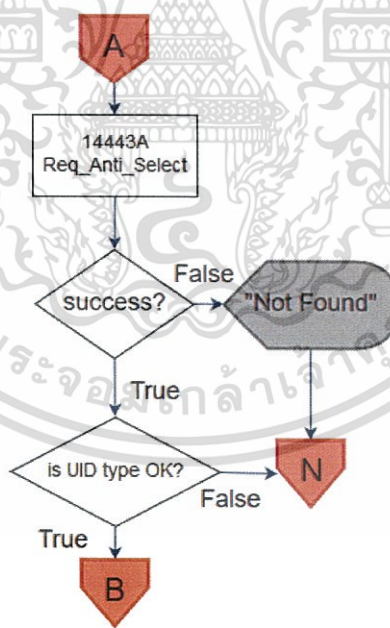 A
14443A
Req_Anti_Select
success?
False
"Not Found"
True
is UID type OK?
False
N
True
B